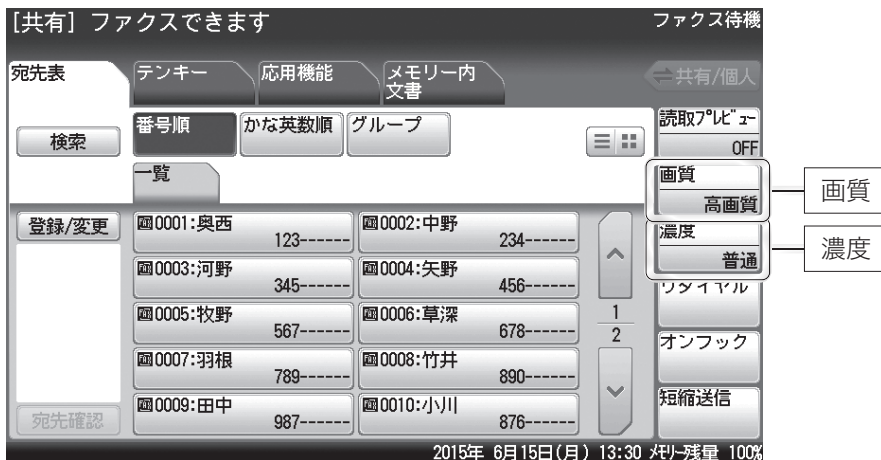 [共有] ファクスできます
ファクス待機
宛先表
テンキー
応用機能
メモリー内
文書
共有/個人
検索
番号順
かな英数順
グループ
読取プレビュー
OFF
一覧
画質
高画質
画質
登録/変更
0001:奥西
123------
0002:中野
234------
濃度
普通
濃度
0003:河野
345------
0004:矢野
456------
リダイヤル
0005:牧野
567------
0006:草深
678------
1
2
オンフック
0007:羽根
789------
0008:竹井
890------
0009:田中
987------
0010:小川
876------
短縮送信
宛先確認
2015年 6月15日(月) 13:30 メモリー残量 100%